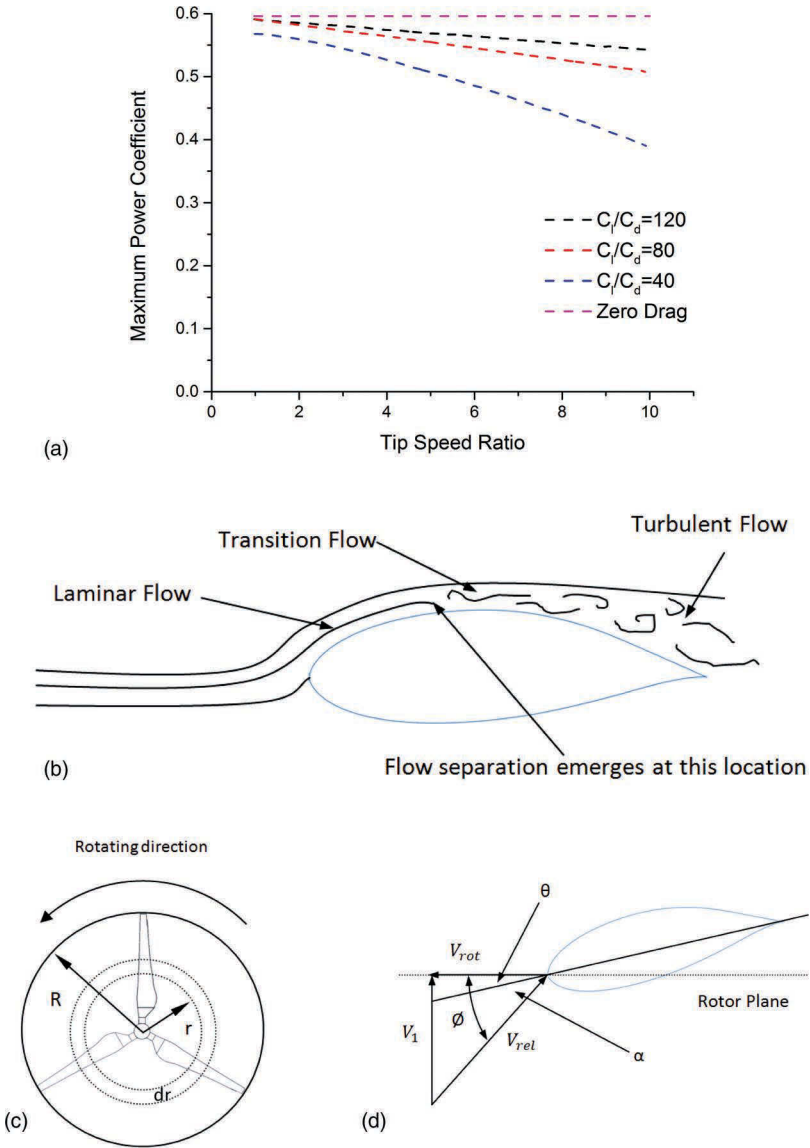 0.6
0.5
0.4
0.3
0.2
0.1
0.0
Maximum Power Coefficient
0 2 4 6 8 10
Tip Speed Ratio
C_l/C_d=120
C_l/C_d=80
C_l/C_d=40
Zero Drag
(a)
Turbulent Flow
Transition Flow
Laminar Flow
Flow separation emerges at this location
(b)
Rotating direction
R
r
dr
(c)
θ
V_rot
Rotor Plane
V_1
Ø
V_rel
α
(d)